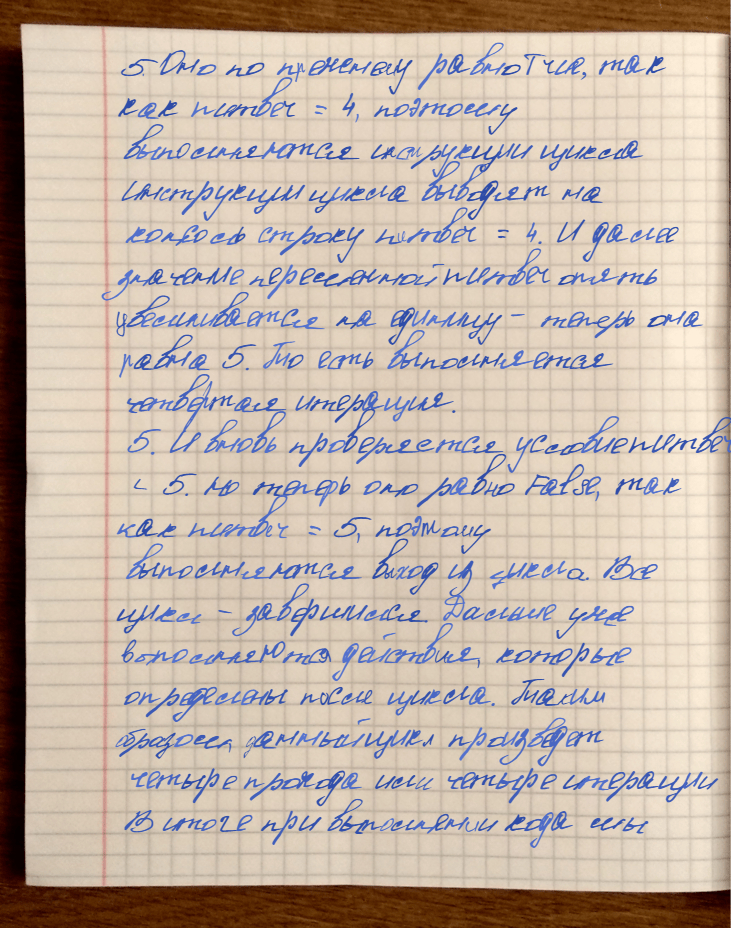 5. Оно по прежнему равно True, так
как number = 4, поэтому
выполняются инструкции цикла
инструкции цикла выводят на
консоль строку number = 4. И далее
значение переменной number опять
увеличивается на единицу - теперь она
равна 5. То есть выполняется
четвертая итерация.
5. И вновь проверяется условие number
< 5. но теперь оно равно False, так
как number = 5, поэтому
выполняются выход из цикла. Все
цикл - завершился. Дальше уже
выполняются действия, которые
определены после цикла. Таким
образом, данный цикл произведет
четыре прохода или четыре итерации
В итоге при выполнении кода мы